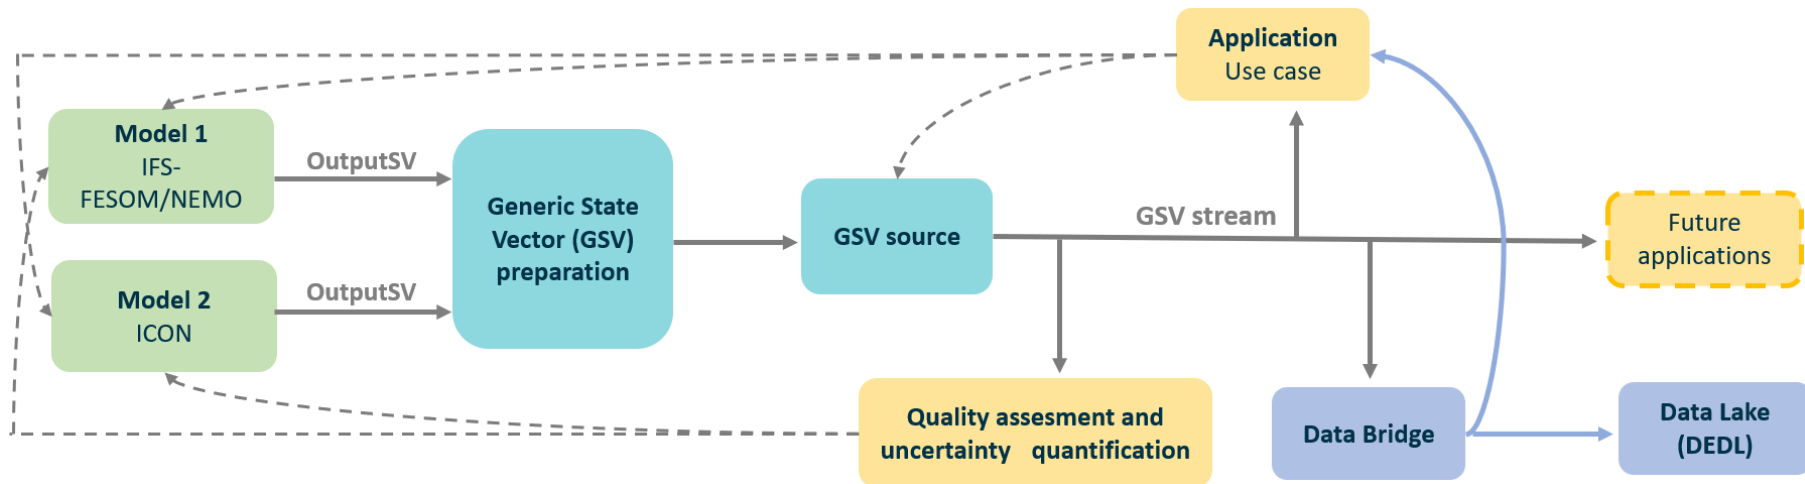 Application
Use case
Model 1
IFS-
FESOM/NEMO
OutputSV
Generic State
Vector (GSV)
preparation
GSV source
GSV stream
Future
applications
Model 2
ICON
OutputSV
Quality assesment and
uncertainty quantification
Data Bridge
Data Lake
(DEDL)